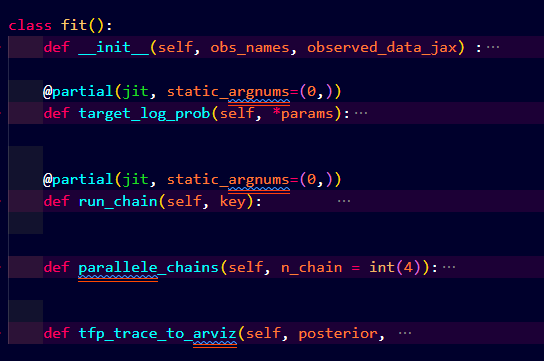 class fit():
def __init__(self, obs_names, observed_data_jax) :···
@partial(jit, static_argnums=(0,))
def target_log_prob(self, *params):···
@partial(jit, static_argnums=(0,))
def run_chain(self, key): ···
def parallele_chains(self, n_chain = int(4)):···
def tfp_trace_to_arviz(self, posterior, ···